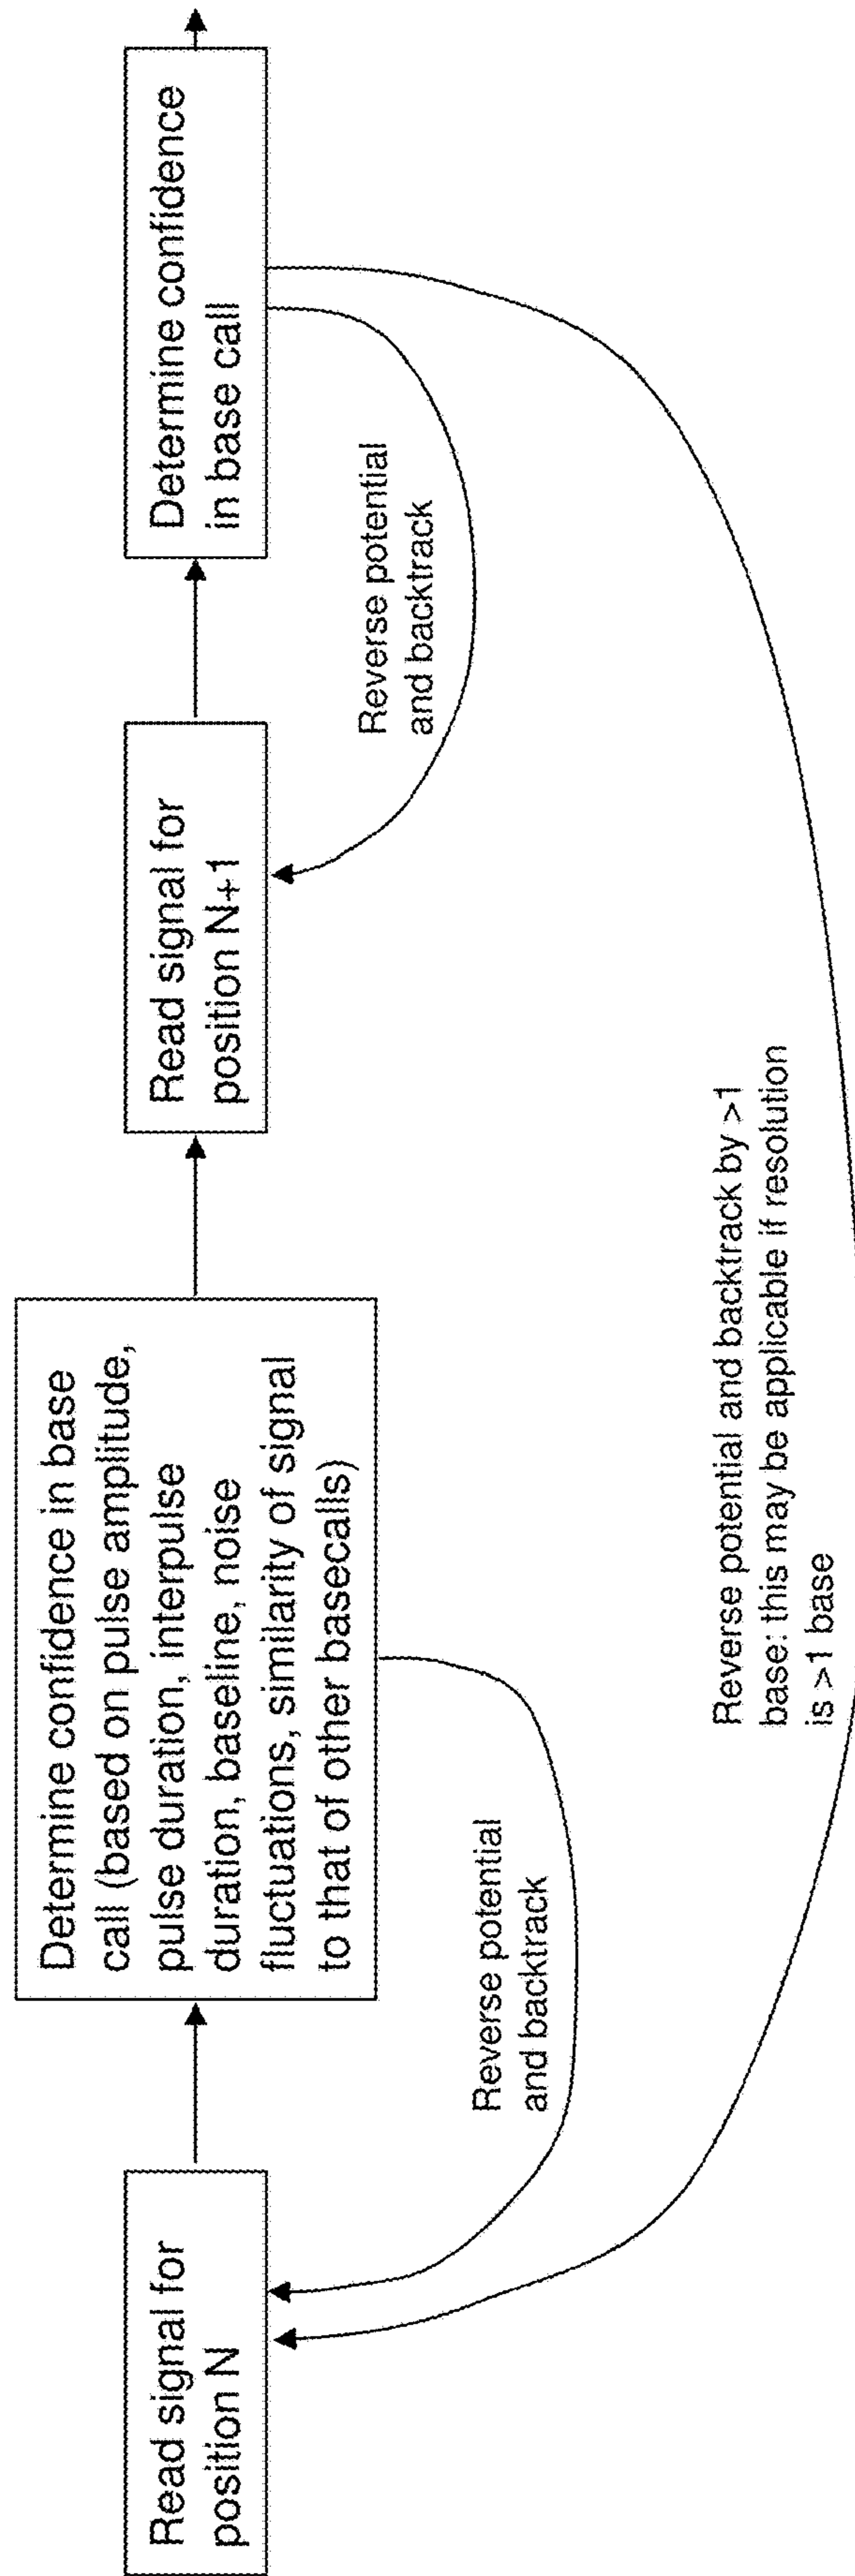 Read signal for
position N
Determine confidence in base
call (based on pulse amplitude,
pulse duration, interpulse
duration, baseline, noise
fluctuations, similarity of signal
to that of other basecalls)
Read signal for
position N+1
Determine confidence
in base call
Reverse potential
and backtrack
Reverse potential
and backtrack
Reverse potential and backtrack by >1
base: this may be applicable if resolution
is >1 base